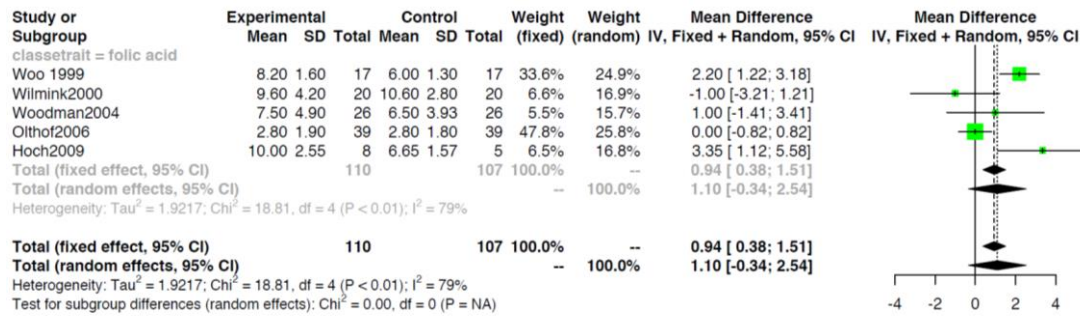 Study or Experimental Control Weight Weight Mean Difference Mean Difference
Subgroup Mean SD Total Mean SD Total (fixed) (random) IV, Fixed + Random, 95% CI IV, Fixed + Random, 95% CI
classetrait = folic acid
Woo 1999 8.20 1.60 17 6.00 1.30 17 33.6% 24.9% 2.20 [ 1.22; 3.18]
Wilmink2000 9.60 4.20 20 10.60 2.80 20 6.6% 16.9% -1.00 [-3.21; 1.21]
Woodman2004 7.50 4.90 26 6.50 3.93 26 5.5% 15.7% 1.00 [-1.41; 3.41]
Olthof2006 2.80 1.90 39 2.80 1.80 39 47.8% 25.8% 0.00 [-0.82; 0.82]
Hoch2009 10.00 2.55 8 6.65 1.57 5 6.5% 16.8% 3.35 [ 1.12; 5.58]
Total (fixed effect, 95% CI) 110 107 100.0% -- 0.94 [ 0.38; 1.51]
Total (random effects, 95% CI) -- 100.0% 1.10 [-0.34; 2.54]
Heterogeneity: Tau² = 1.9217; Chi² = 18.81, df = 4 (P < 0.01); I² = 79%
Total (fixed effect, 95% CI) 110 107 100.0% -- 0.94 [ 0.38; 1.51]
Total (random effects, 95% CI) -- 100.0% 1.10 [-0.34; 2.54]
Heterogeneity: Tau² = 1.9217; Chi² = 18.81, df = 4 (P < 0.01); I² = 79%
Test for subgroup differences (random effects): Chi² = 0.00, df = 0 (P = NA)
-4 -2 0 2 4